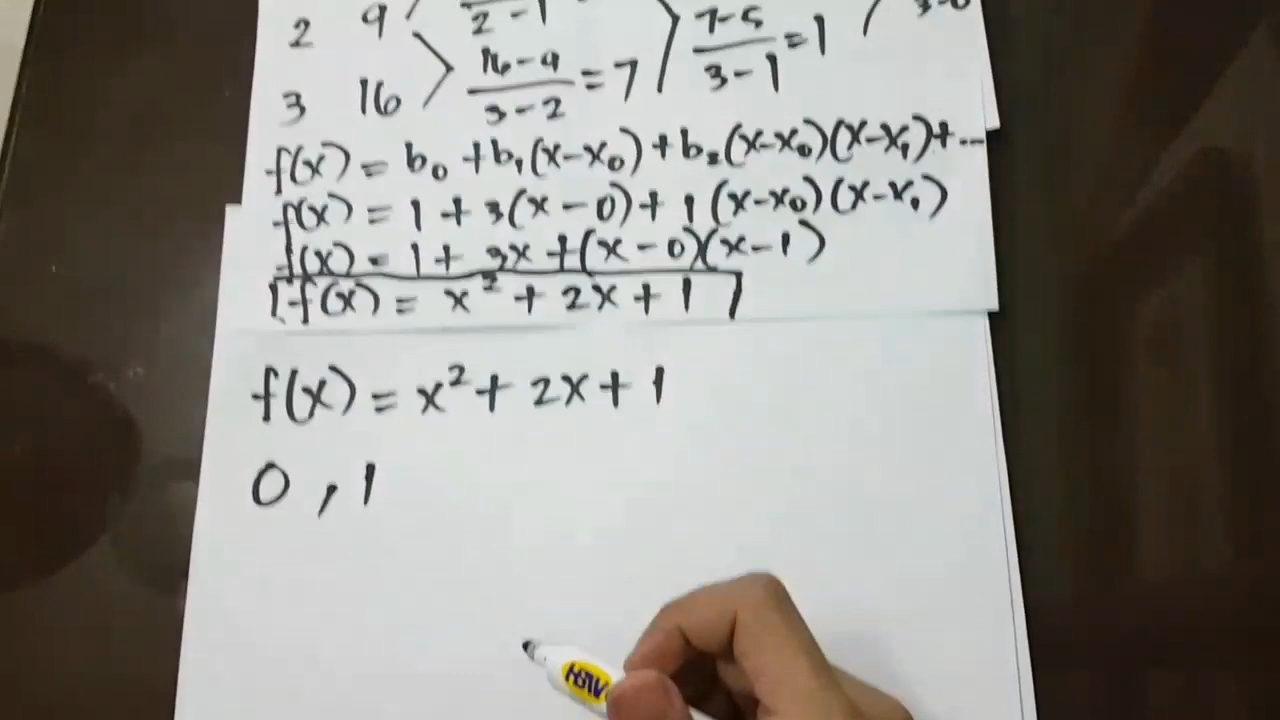 2 9 2 - 1
3 16 16-9/3-2 = 7 7-5/3-1 = 1
f(x) = b₀ + b₁(x-x₀) + b₂(x-x₀)(x-x₁)+...
f(x) = 1 + 3(x-0) + 1(x-x₀)(x-x₁)
f(x) = 1 + 3x + (x-0)(x-1)
f(x) = x² + 2x + 1
f(x) = x² + 2x + 1
0 , 1